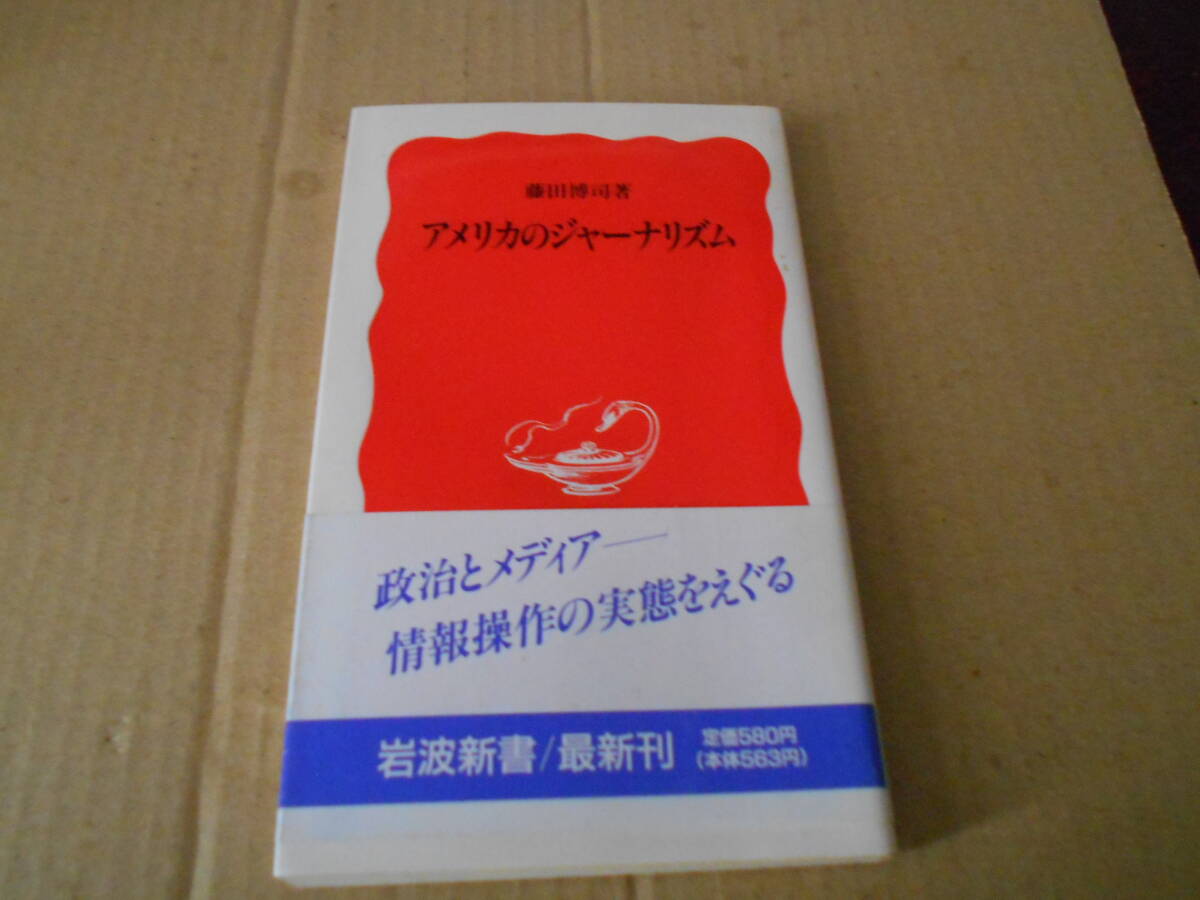 藤田博司著
アメリカのジャーナリズム
政治とメディア――
情報操作の実態をえぐる
岩波新書/最新刊
定価580円
(本体563円)